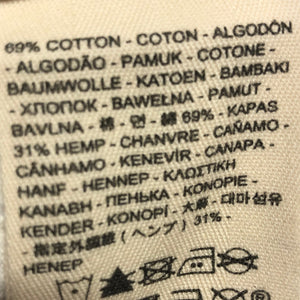 69% COTTON - COTON - ALGODÓN
- ALGODÃO - PAMUK - COTONE -
BAUMWOLLE - KATOEN - BAMBAKI
- ХЛОПОК - BAWEŁNA - PAMUT -
BAVLNA - 棉 - 면 - 綿 69% - KAPAS
31% HEMP - CHANVRE - CAÑAMO -
CÂNHAMO - KENEVİR - CANAPA -
HANF - HENNEP - ΚΛΩΣΤΙΚΗ
ΚΑΝΑΒΗ - ПЕНЬКА - KONOPIE -
KENDER - KONOPÍ - 大麻 - 대마섬유
- 指定外繊維 (ヘンプ) 31% -
HENEP